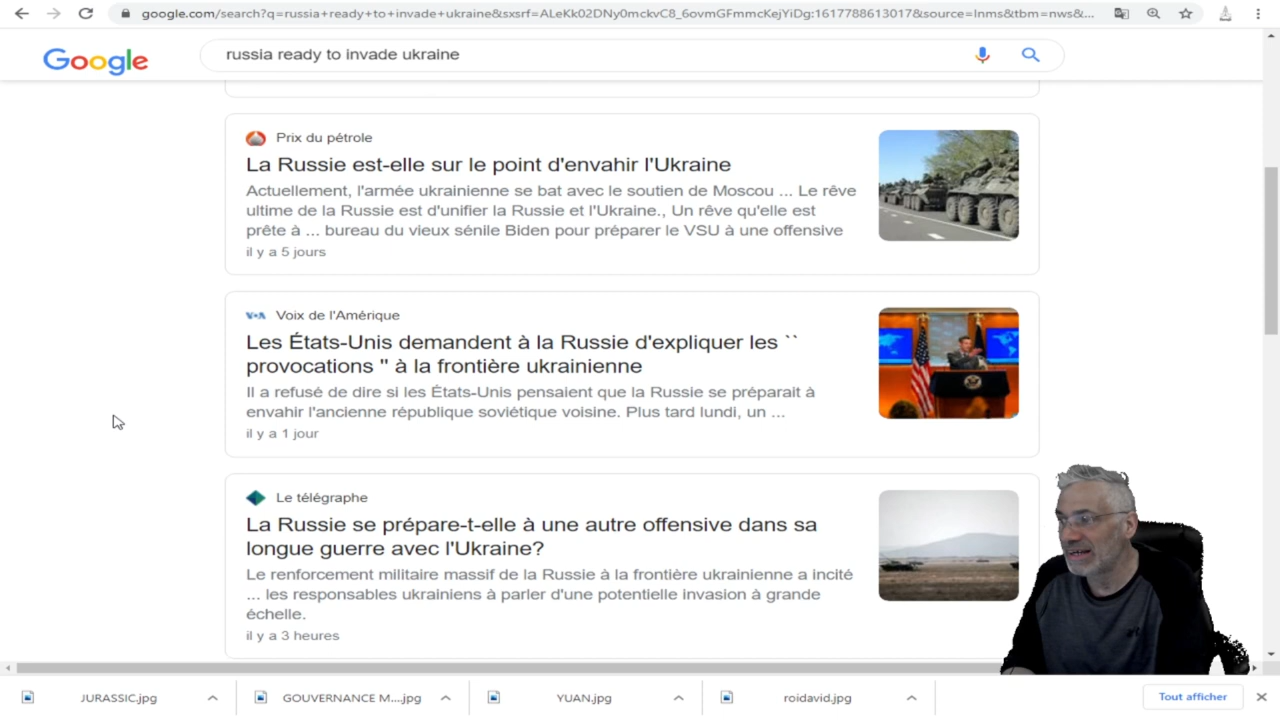 google.com/search?q=russia+ready+to+invade+ukraine&sxsrf=ALeKk02DNy0mckvC8_6ovmGFmmcKejYiDg:1617788613017&source=lnms&tbm=nws&...
Google
russia ready to invade ukraine
Prix du pétrole
La Russie est-elle sur le point d'envahir l'Ukraine
Actuellement, l'armée ukrainienne se bat avec le soutien de Moscou ... Le rêve
ultime de la Russie est d'unifier la Russie et l'Ukraine., Un rêve qu'elle est
prête à ... bureau du vieux sénile Biden pour préparer le VSU à une offensive
il y a 5 jours
VOA Voix de l'Amérique
Les États-Unis demandent à la Russie d'expliquer les ``
provocations '' à la frontière ukrainienne
Il a refusé de dire si les États-Unis pensaient que la Russie se préparait à
envahir l'ancienne république soviétique voisine. Plus tard lundi, un ...
il y a 1 jour
Le télégraphe
La Russie se prépare-t-elle à une autre offensive dans sa
longue guerre avec l'Ukraine?
Le renforcement militaire massif de la Russie à la frontière ukrainienne a incité
... les responsables ukrainiens à parler d'une potentielle invasion à grande
échelle.
il y a 3 heures
JURASSIC.jpg
GOUVERNANCE M....jpg
YUAN.jpg
roidavid.jpg
Tout afficher